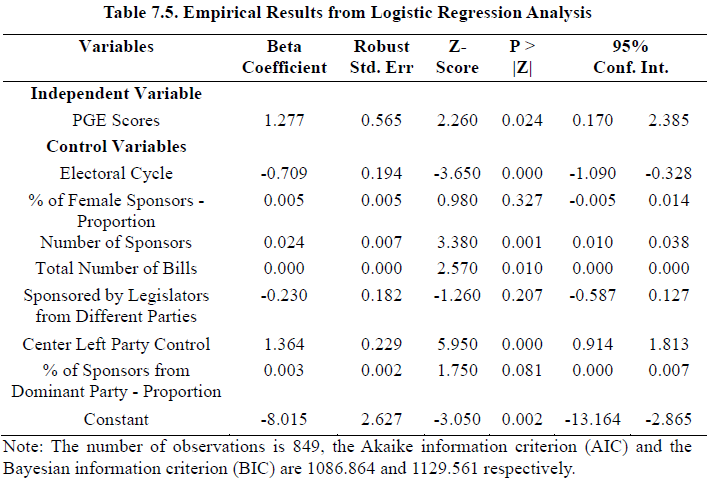 Table 7.5. Empirical Results from Logistic Regression Analysis
Variables Beta Coefficient Robust Std. Err Z-Score P > |Z| 95% Conf. Int.
Independent Variable
PGE Scores 1.277 0.565 2.260 0.024 0.170 2.385
Control Variables
Electoral Cycle -0.709 0.194 -3.650 0.000 -1.090 -0.328
% of Female Sponsors - Proportion 0.005 0.005 0.980 0.327 -0.005 0.014
Number of Sponsors 0.024 0.007 3.380 0.001 0.010 0.038
Total Number of Bills 0.000 0.000 2.570 0.010 0.000 0.000
Sponsored by Legislators from Different Parties -0.230 0.182 -1.260 0.207 -0.587 0.127
Center Left Party Control 1.364 0.229 5.950 0.000 0.914 1.813
% of Sponsors from Dominant Party - Proportion 0.003 0.002 1.750 0.081 0.000 0.007
Constant -8.015 2.627 -3.050 0.002 -13.164 -2.865
Note: The number of observations is 849, the Akaike information criterion (AIC) and the
Bayesian information criterion (BIC) are 1086.864 and 1129.561 respectively.